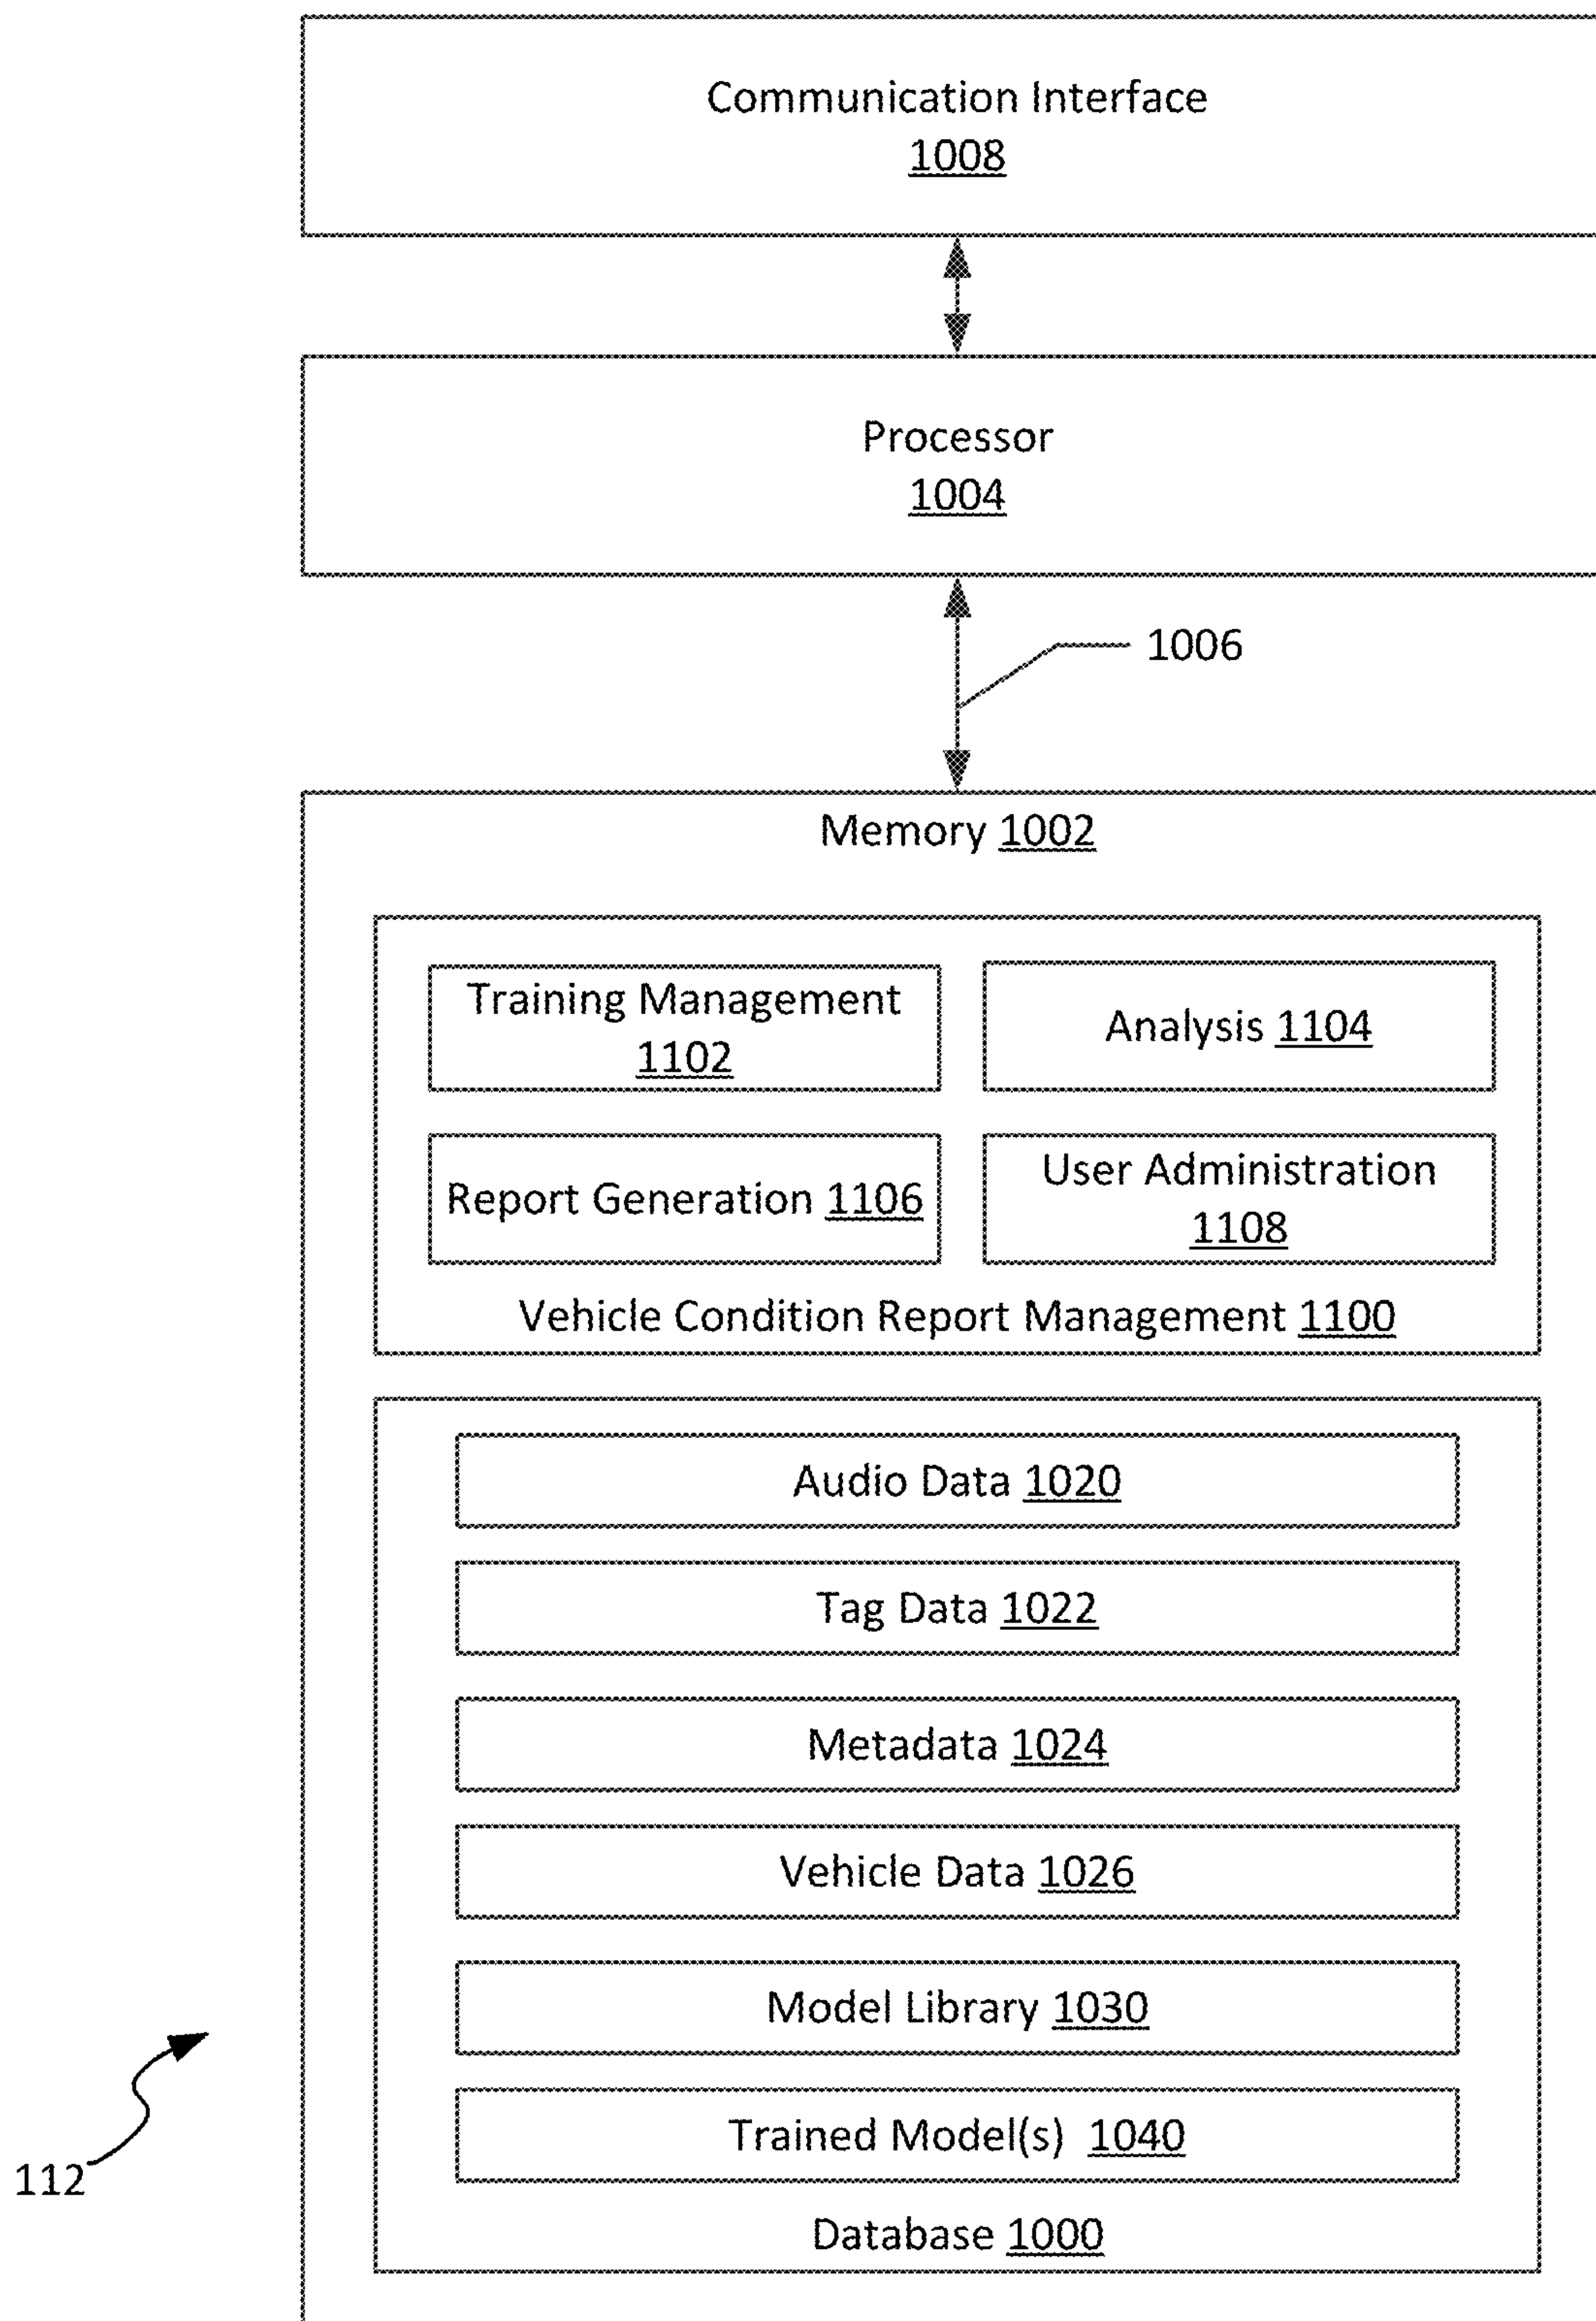 Communication Interface
1008
Processor
1004
1006
Memory 1002
Training Management
1102
Analysis 1104
Report Generation 1106
User Administration
1108
Vehicle Condition Report Management 1100
Audio Data 1020
Tag Data 1022
Metadata 1024
Vehicle Data 1026
Model Library 1030
Trained Model(s) 1040
Database 1000
112